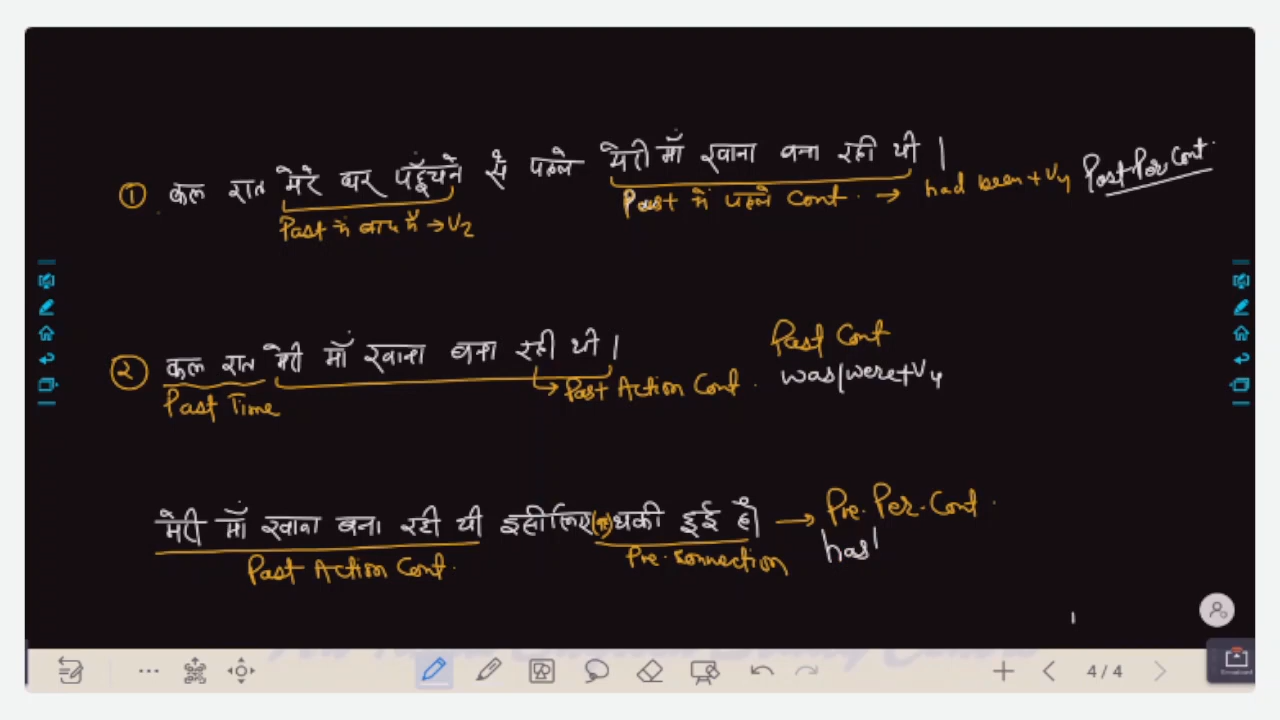 ① कल रात मेरे घर पहुँचने से पहले मेरी माँ खाना बना रही थी।
Past में बाद में → V2
Past में पहले Cont. → had been + V4
Past Per Cont.
② कल रात मेरी माँ खाना बना रही थी।
Past Time
→ Past Action Cont.
Past Cont
was/were+V4
मेरी माँ खाना बना रही थी इसीलिए थकी हुई है। → Pre. Per. Cont.
Past Action Cont.
Pre. Connection
has
4 / 4